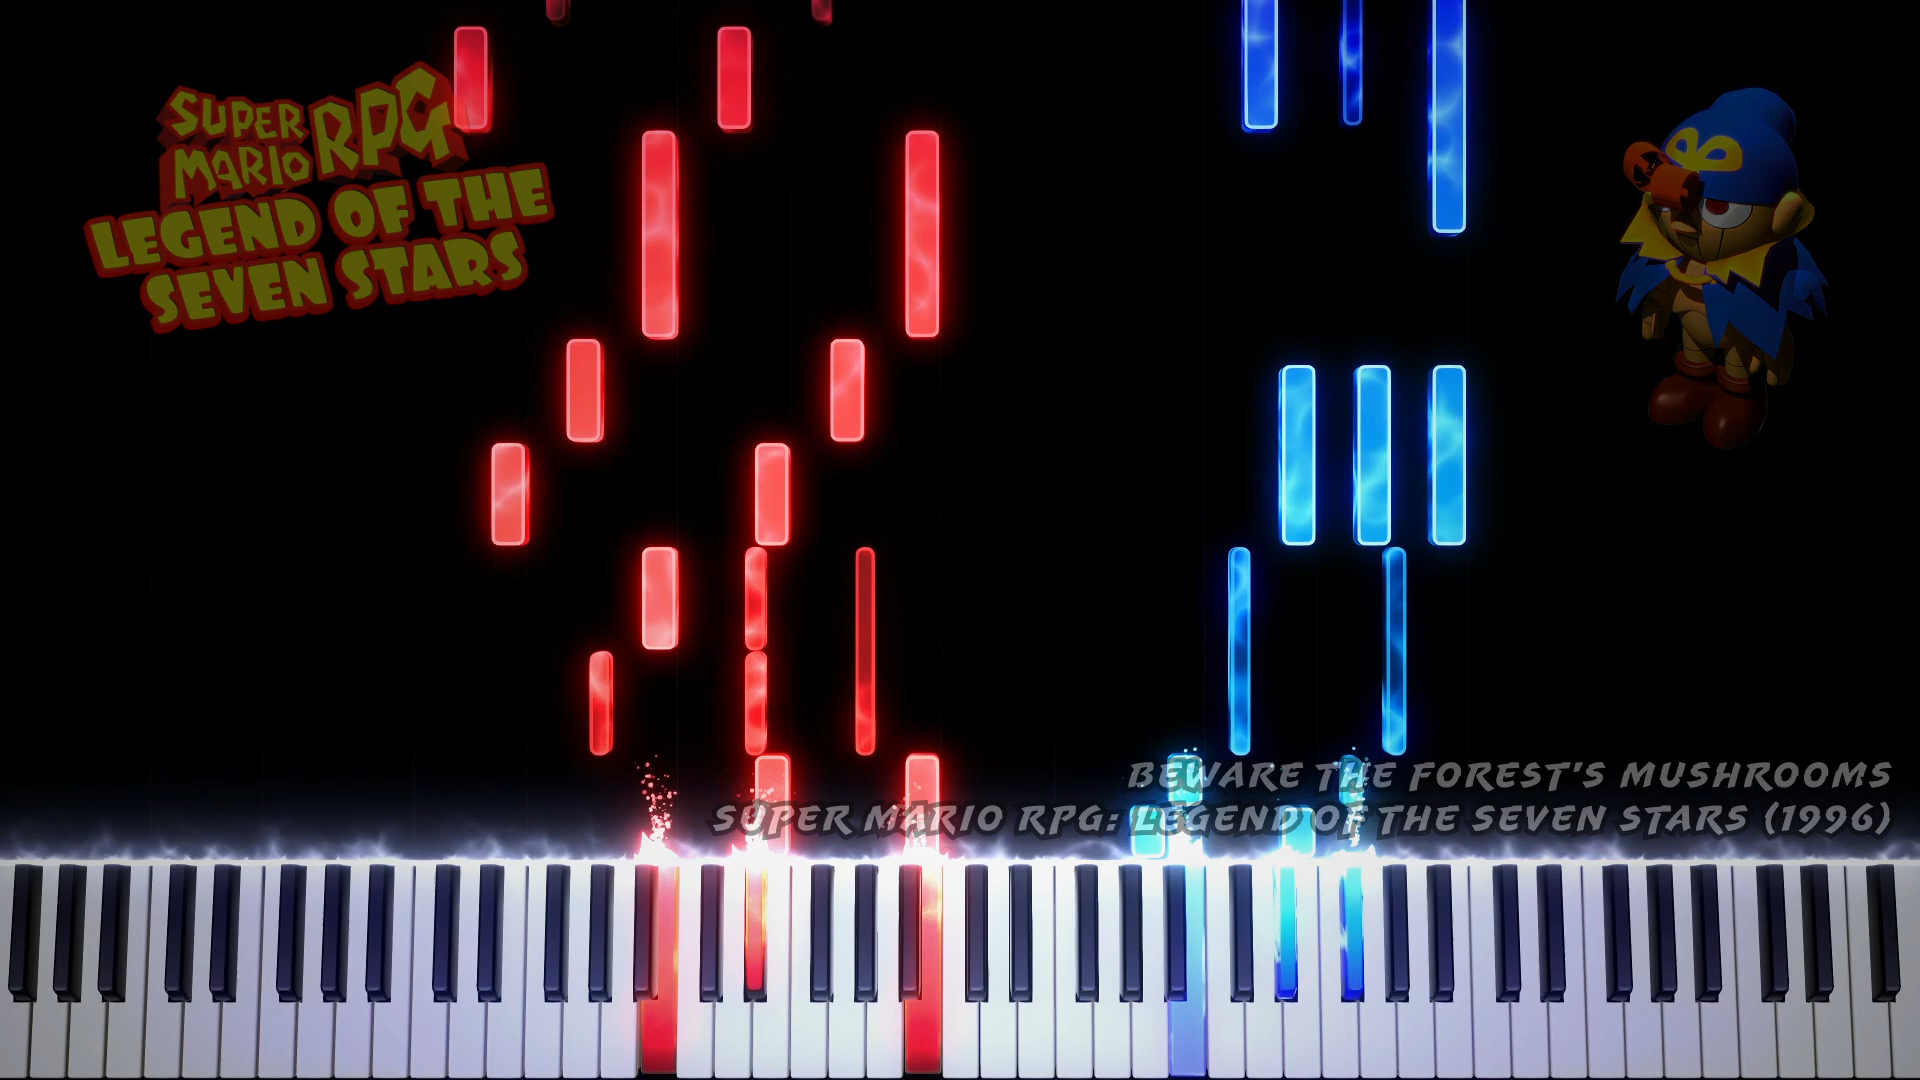 SUPER
MARIO RPG
LEGEND OF THE
SEVEN STARS
BEWARE THE FOREST'S MUSHROOMS
SUPER MARIO RPG: LEGEND OF THE SEVEN STARS (1996)